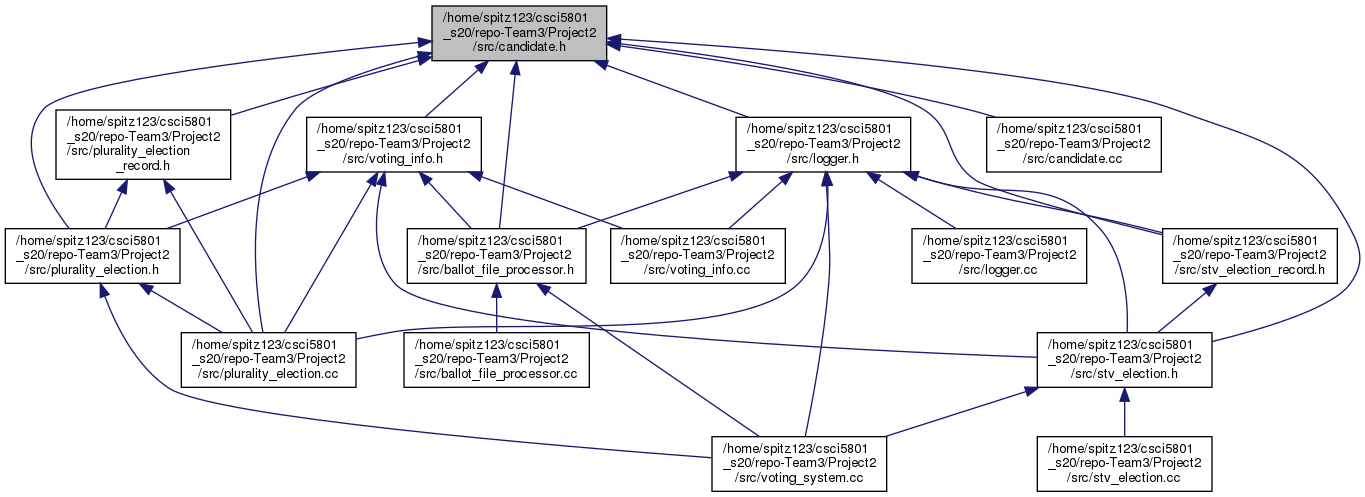 /home/spitz123/csci5801
_s20/repo-Team3/Project2
/src/candidate.h
/home/spitz123/csci5801
_s20/repo-Team3/Project2
/src/plurality_election
_record.h
/home/spitz123/csci5801
_s20/repo-Team3/Project2
/src/voting_info.h
/home/spitz123/csci5801
_s20/repo-Team3/Project2
/src/logger.h
/home/spitz123/csci5801
_s20/repo-Team3/Project2
/src/candidate.cc
/home/spitz123/csci5801
_s20/repo-Team3/Project2
/src/plurality_election.h
/home/spitz123/csci5801
_s20/repo-Team3/Project2
/src/ballot_file_processor.h
/home/spitz123/csci5801
_s20/repo-Team3/Project2
/src/voting_info.cc
/home/spitz123/csci5801
_s20/repo-Team3/Project2
/src/logger.cc
/home/spitz123/csci5801
_s20/repo-Team3/Project2
/src/stv_election_record.h
/home/spitz123/csci5801
_s20/repo-Team3/Project2
/src/plurality_election.cc
/home/spitz123/csci5801
_s20/repo-Team3/Project2
/src/ballot_file_processor.cc
/home/spitz123/csci5801
_s20/repo-Team3/Project2
/src/stv_election.h
/home/spitz123/csci5801
_s20/repo-Team3/Project2
/src/voting_system.cc
/home/spitz123/csci5801
_s20/repo-Team3/Project2
/src/stv_election.cc